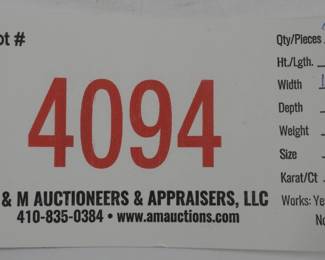 ot #
4094
& M AUCTIONEERS & APPRAISERS, LLC
410-835-0384 • www.amauctions.com
Qty/Pieces
Ht./Lgth.
Width
Depth
Weight
Size
Karat/Ct
Works: Ye
No